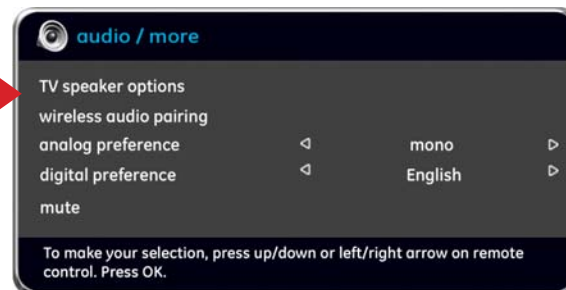 audio / more
TV speaker options
wireless audio pairing
analog preference mono
digital preference English
mute
To make your selection, press up/down or left/right arrow on remote
control. Press OK.